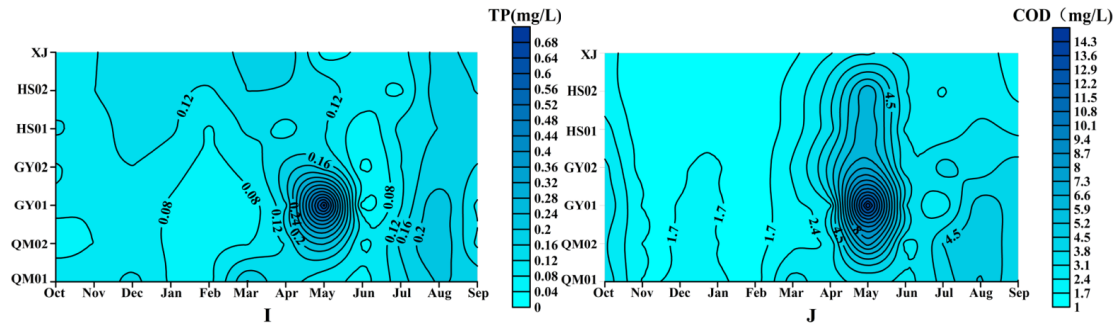 TP(mg/L)
XJ
HS02
HS01
GY02
GY01
QM02
QM01
Oct Nov Dec Jan Feb Mar Apr May Jun Jul Aug Sep
0.12
0.12
0.16
0.08
0.08
0.08
0.12
0.24
0.2
0.12
0.16
0.2
0.68
0.64
0.6
0.56
0.52
0.48
0.44
0.4
0.36
0.32
0.28
0.24
0.2
0.16
0.12
0.08
0.04
0
I
COD（mg/L)
XJ
HS02
HS01
GY02
GY01
QM02
QM01
Oct Nov Dec Jan Feb Mar Apr May Jun Jul Aug Sep
4.5
1.7
1.7
1.7
2.4
4.5
4.5
14.3
13.6
12.9
12.2
11.5
10.8
10.1
9.4
8.7
8
7.3
6.6
5.9
5.2
4.5
3.8
3.1
2.4
1.7
1
J